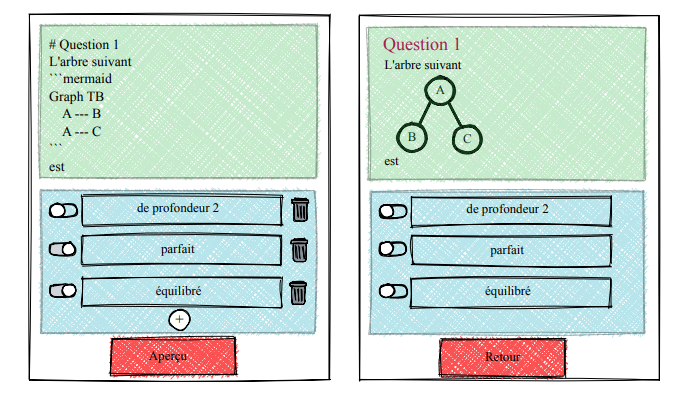 # Question 1
L'arbre suivant
```mermaid
Graph TB
A --- B
A --- C
```
est
de profondeur 2
parfait
équilibré
+
Aperçu
Question 1
L'arbre suivant
A
B
C
est
de profondeur 2
parfait
équilibré
Retour